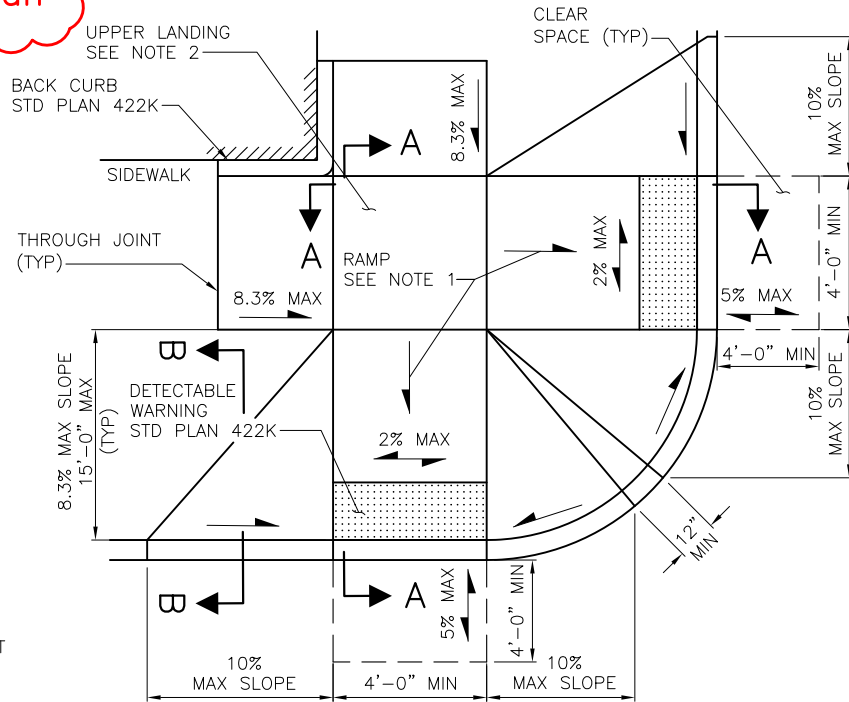 UPPER LANDING
SEE NOTE 2
CLEAR
SPACE (TYP)
BACK CURB
STD PLAN 422K
SIDEWALK
A
8.3% MAX
10%
MAX SLOPE
THROUGH JOINT
(TYP)
A
RAMP
SEE NOTE 1
2% MAX
A
4'-0" MIN
8.3% MAX
5% MAX
4'-0" MIN
B
DETECTABLE
WARNING
STD PLAN 422K
8.3% MAX SLOPE
15'-0" MAX
(TYP)
2% MAX
10%
MAX SLOPE
12"
MIN
B
A
5% MAX
4'-0" MIN
10%
MAX SLOPE
4'-0" MIN
10%
MAX SLOPE